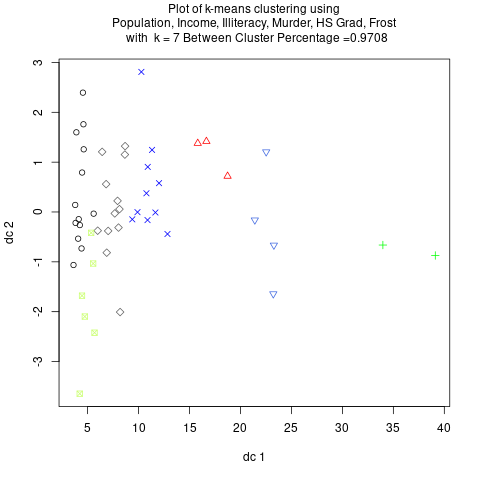 Plot of k-means clustering using
Population, Income, Illiteracy, Murder, HS Grad, Frost
with k = 7 Between Cluster Percentage =0.9708
3
2
1
0
-1
-2
-3
dc 2
5 10 15 20 25 30 35 40
dc 1